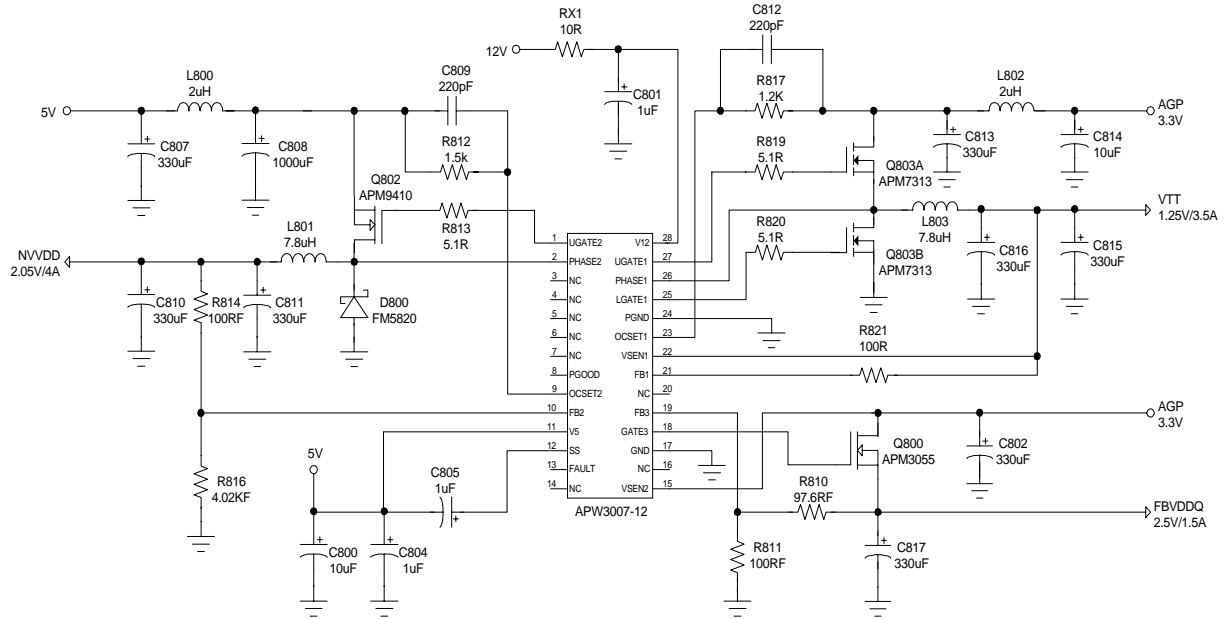 C812
220pF
RX1
10R
12V
C801
1uF
L800
2uH
5V
C809
220pF
R812
1.5k
C807
330uF
C808
1000uF
Q802
APM9410
R813
5.1R
L801
7.8uH
NVVDD
2.05V/4A
C810
330uF
R814
100RF
C811
330uF
D800
FM5820
R816
4.02KF
5V
C805
1uF
C800
10uF
C804
1uF
1 UGATE2
2 PHASE2
3 NC
4 NC
5 NC
6 NC
7 NC
8 PGOOD
9 OCSET2
10 FB2
11 V5
12 SS
13 FAULT
14 NC
V12 28
UGATE1 27
PHASE1 26
LGATE1 25
PGND 24
OCSET1 23
VSEN1 22
FB1 21
NC 20
FB3 19
GATE3 18
GND 17
NC 16
VSEN2 15
APW3007-12
R817
1.2K
L802
2uH
AGP
3.3V
C813
330uF
C814
10uF
R819
5.1R
Q803A
APM7313
R820
5.1R
Q803B
APM7313
L803
7.8uH
VTT
1.25V/3.5A
C816
330uF
C815
330uF
R821
100R
AGP
3.3V
Q800
APM3055
C802
330uF
R810
97.6RF
FBVDDQ
2.5V/1.5A
R811
100RF
C817
330uF